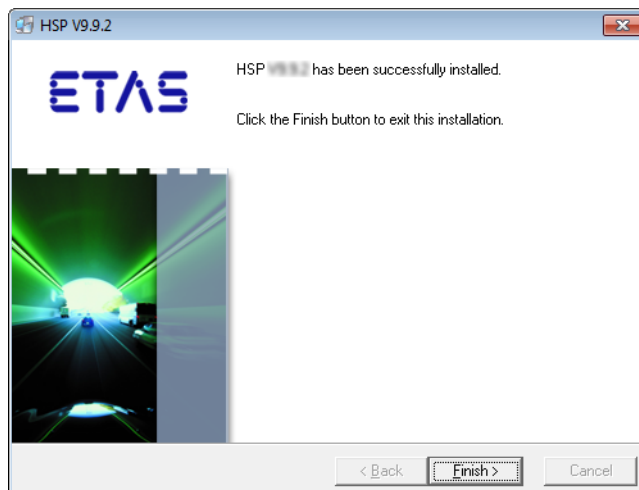 HSP V9.9.2
ETAS
HSP has been successfully installed.
Click the Finish button to exit this installation.
< Back
Finish >
Cancel